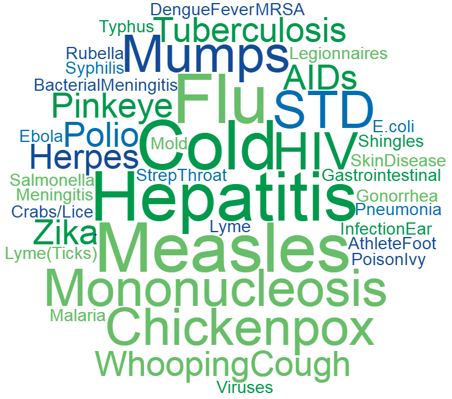 DengueFeverMRSA
Typhus
Tuberculosis
Rubella
Mumps
Legionnaires
Syphilis
Flu
AIDs
BacterialMeningitis
Pinkeye
STD
Ebola
Polio
Mold
Cold
HIV
E.coli
Shingles
Herpes
SkinDisease
Salmonella
StrepThroat
Gastrointestinal
Meningitis
Hepatitis
Gonorrhea
Crabs/Lice
Pneumonia
Zika
Lyme
InfectionEar
Lyme(Ticks)
Measles
AthleteFoot
PoisonIvy
Mononucleosis
Malaria
Chickenpox
WhoopingCough
Viruses